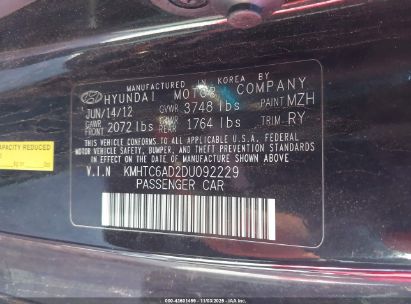 MANUFACTURED IN KOREA BY
HYUNDAI MOTOR COMPANY
JUN/14/12 GVWR 3748 lbs PAINT MZH
GAWR FRONT 2072 lbs GAWR REAR 1764 lbs TRIM RY
THIS VEHICLE CONFORMS TO ALL APPLICABLE U.S.A. FEDERAL
MOTOR VEHICLE SAFETY, BUMPER, AND THEFT PREVENTION
STANDARDS IN EFFECT ON THE DATE OF MANUFACTURE
SHOWN ABOVE.
V.I.N KMHTC6AD2DU092229
PASSENGER CAR
CAPACITY REDUCED